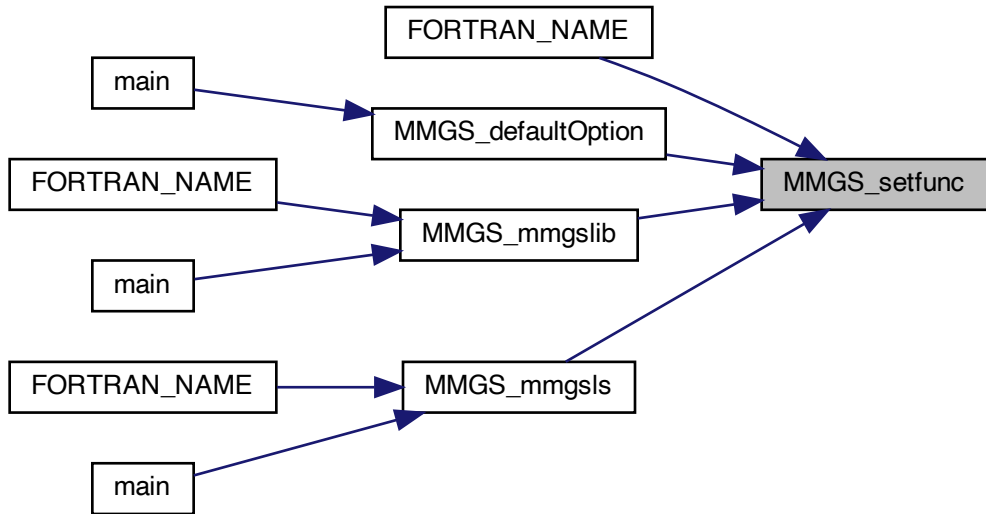 FORTRAN_NAME
main
MMGS_defaultOption
FORTRAN_NAME
MMGS_setfunc
MMGS_mmgslib
main
FORTRAN_NAME
MMGS_mmgsls
main